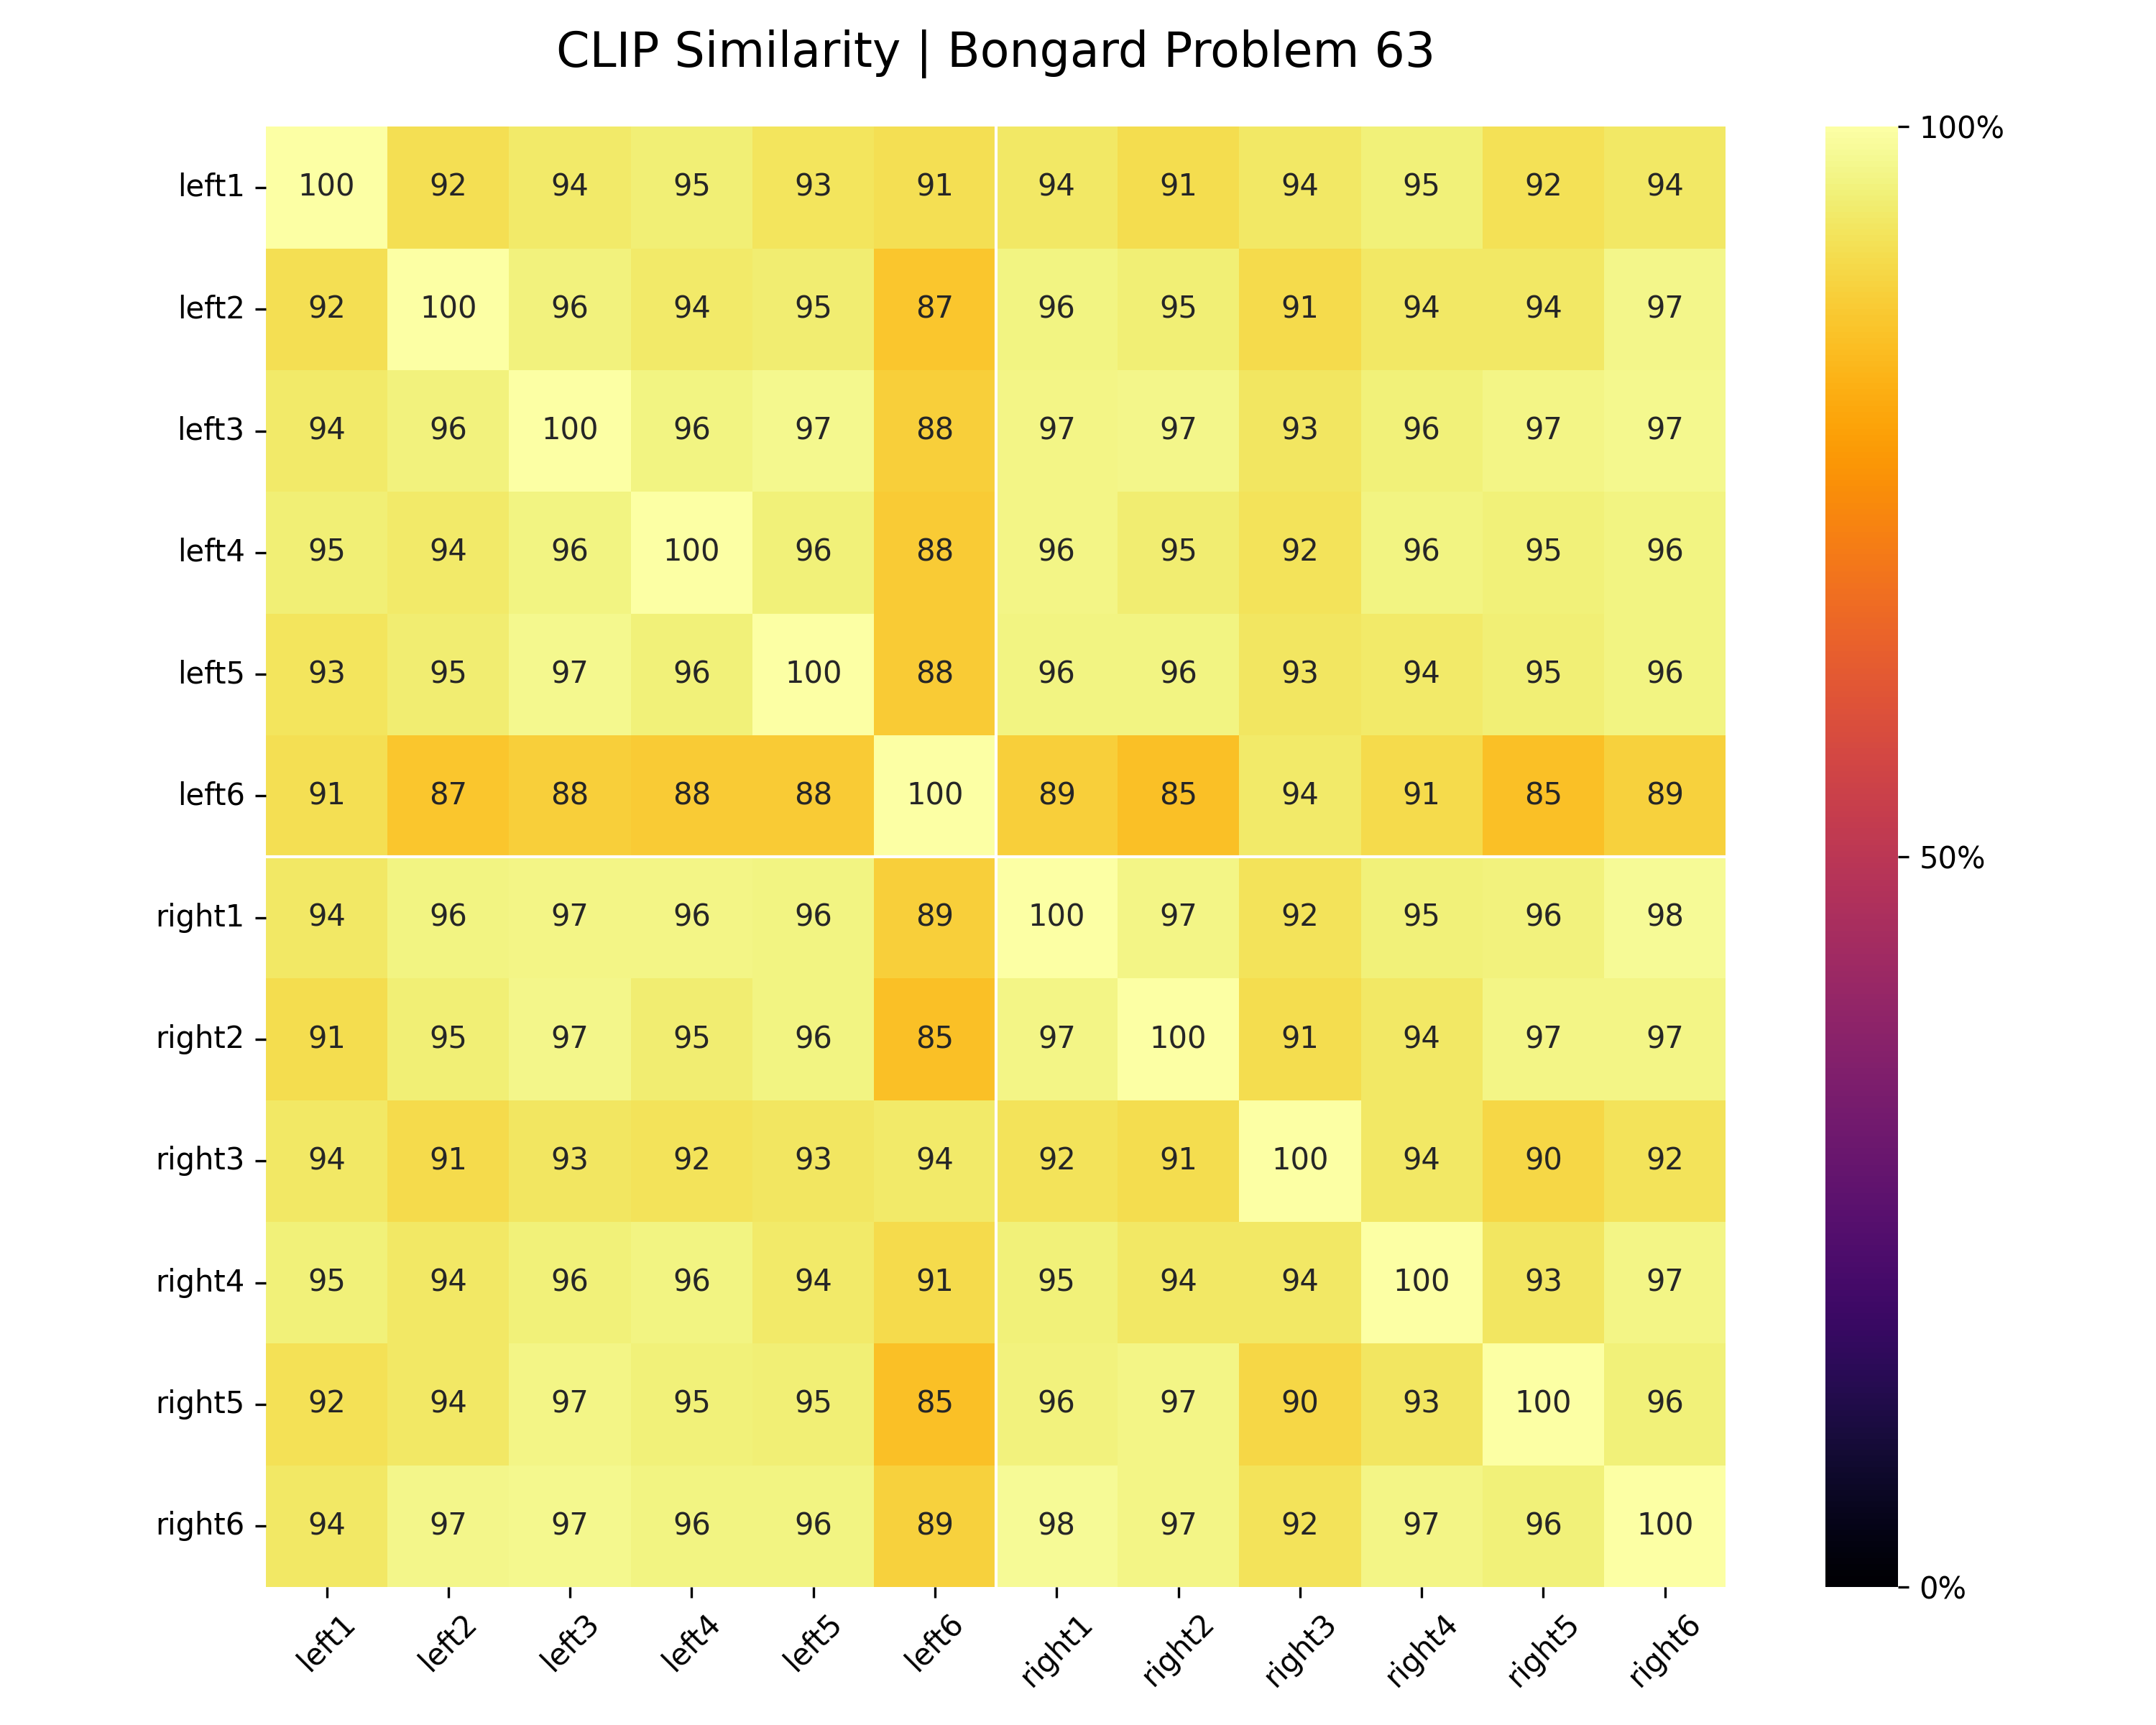 CLIP Similarity | Bongard Problem 63
left1 100 92 94 95 93 91 94 91 94 95 92 94
left2 92 100 96 94 95 87 96 95 91 94 94 97
left3 94 96 100 96 97 88 97 97 93 96 97 97
left4 95 94 96 100 96 88 96 95 92 96 95 96
left5 93 95 97 96 100 88 96 96 93 94 95 96
left6 91 87 88 88 88 100 89 85 94 91 85 89
right1 94 96 97 96 96 89 100 97 92 95 96 98
right2 91 95 97 95 96 85 97 100 91 94 97 97
right3 94 91 93 92 93 94 92 91 100 94 90 92
right4 95 94 96 96 94 91 95 94 94 100 93 97
right5 92 94 97 95 95 85 96 97 90 93 100 96
right6 94 97 97 96 96 89 98 97 92 97 96 100
left1 left2 left3 left4 left5 left6 right1 right2 right3 right4 right5 right6
100%
50%
0%